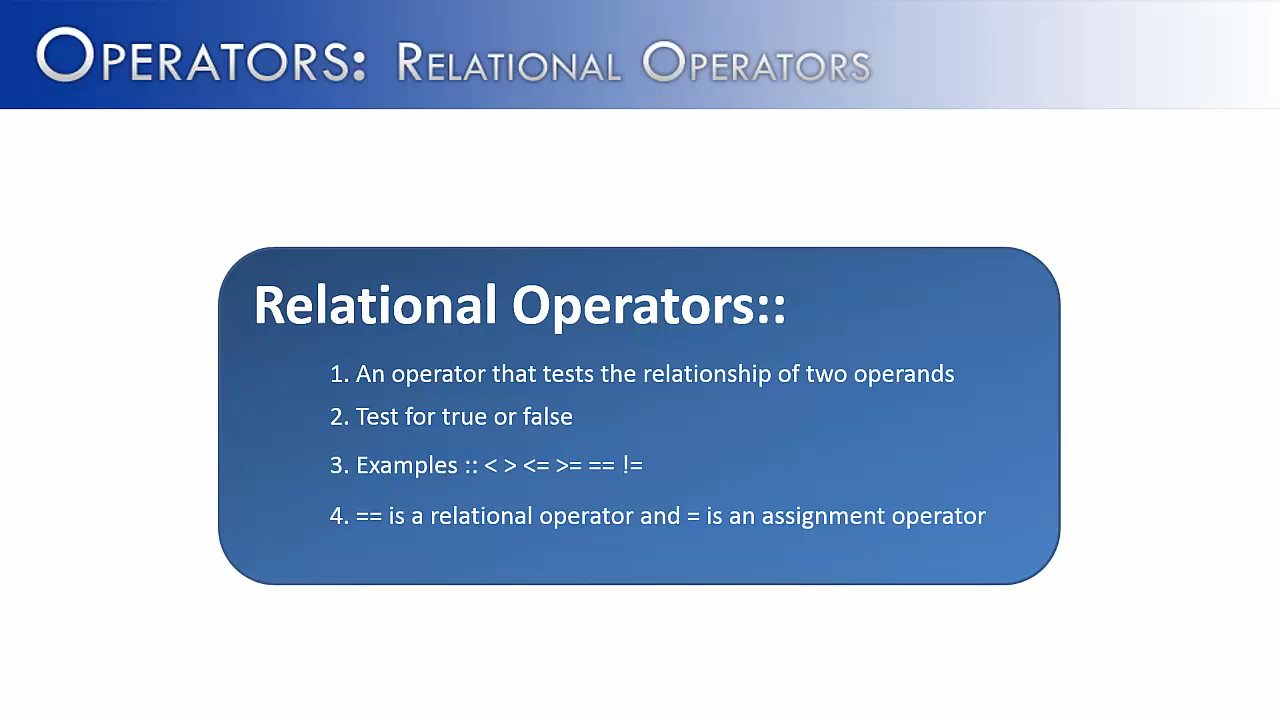 OPERATORS: RELATIONAL OPERATORS
Relational Operators::
1. An operator that tests the relationship of two operands
2. Test for true or false
3. Examples :: < > <= >= == !=
4. == is a relational operator and = is an assignment operator